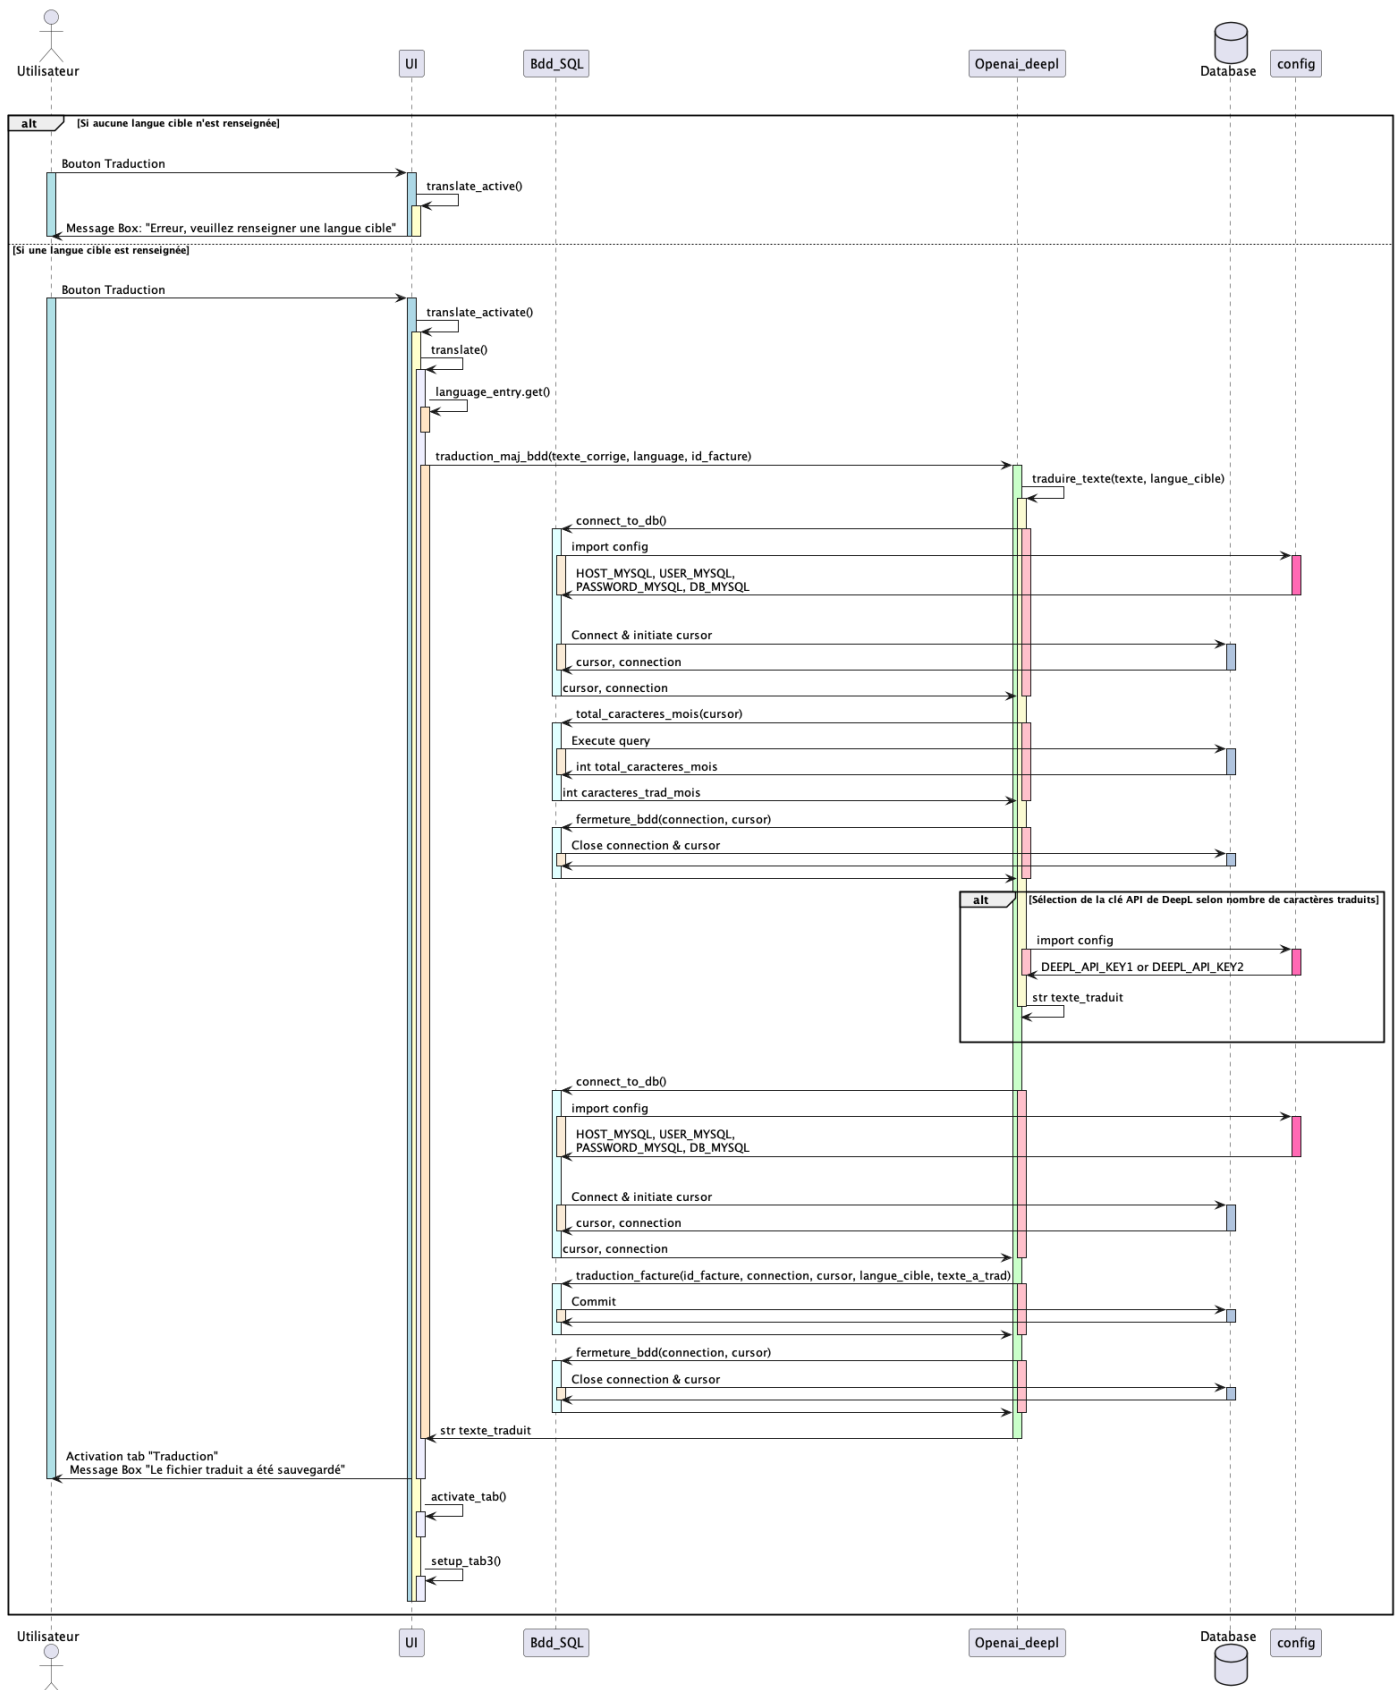 Utilisateur
UI
Bdd_SQL
Openai_deepl
Database
config
alt
[Si aucune langue cible n'est renseignée]
Bouton Traduction
translate_active()
Message Box: "Erreur, veuillez renseigner une langue cible"
[Si une langue cible est renseignée]
Bouton Traduction
translate_activate()
translate()
language_entry.get()
traduction_maj_bdd(texte_corrige, language, id_facture)
traduire_texte(texte, langue_cible)
connect_to_db()
import config
HOST_MYSQL, USER_MYSQL,
PASSWORD_MYSQL, DB_MYSQL
Connect & initiate cursor
cursor, connection
cursor, connection
total_caracteres_mois(cursor)
Execute query
int total_caracteres_mois
int caracteres_trad_mois
fermeture_bdd(connection, cursor)
Close connection & cursor
alt
[Sélection de la clé API de DeepL selon nombre de caractères traduits]
import config
DEEPL_API_KEY1 or DEEPL_API_KEY2
str texte_traduit
connect_to_db()
import config
HOST_MYSQL, USER_MYSQL,
PASSWORD_MYSQL, DB_MYSQL
Connect & initiate cursor
cursor, connection
cursor, connection
traduction_facture(id_facture, connection, cursor, langue_cible, texte_a_trad)
Commit
fermeture_bdd(connection, cursor)
Close connection & cursor
str texte_traduit
Activation tab "Traduction"
Message Box "Le fichier traduit a été sauvegardé"
activate_tab()
setup_tab3()
Utilisateur
UI
Bdd_SQL
Openai_deepl
Database
config